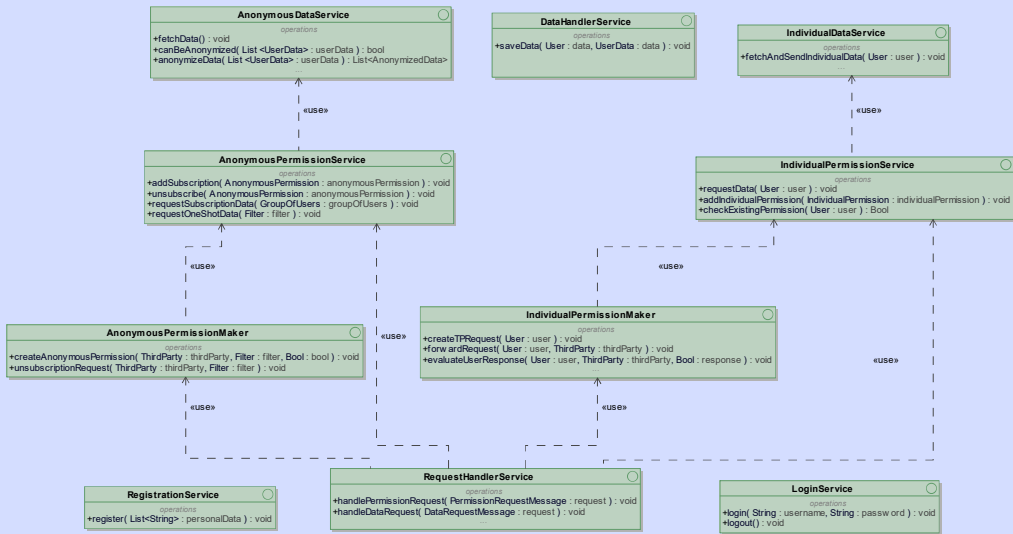 AnonymousDataService
operations
+fetchData() : void
+canBeAnonymized( List <UserData> : userData ) : bool
+anonymizeData( List <UserData> : userData ) : List<AnonymizedData>
...
DataHandlerService
operations
+saveData( User : data, UserData : data ) : void
IndividualDataService
operations
+fetchAndSendIndividualData( User : user ) : void
...
«use»
«use»
AnonymousPermissionService
operations
+addSubscription( AnonymousPermission : anonymousPermission ) : void
+unsubscribe( AnonymousPermission : anonymousPermission ) : void
+requestSubscriptionData( GroupOfUsers : groupOfUsers ) : void
+requestOneShotData( Filter : filter ) : void
IndividualPermissionService
operations
+requestData( User : user ) : void
+addIndividualPermission( IndividualPermission : individualPermission ) : void
+checkExistingPermission( User : user ) : Bool
«use»
«use»
AnonymousPermissionMaker
operations
+createAnonymousPermission( ThirdParty : thirdParty, Filter : filter, Bool : bool ) : void
+unsubscriptionRequest( ThirdParty : thirdParty, Filter : filter ) : void
«use»
IndividualPermissionMaker
operations
+createTPRequest( User : user ) : void
+forwardRequest( User : user, ThirdParty : thirdParty ) : void
+evaluateUserResponse( User : user, ThirdParty : thirdParty, Bool : response ) : void
...
«use»
«use»
«use»
RegistrationService
operations
+register( List<String> : personalData ) : void
RequestHandlerService
operations
+handlePermissionRequest( PermissionRequestMessage : request ) : void
+handleDataRequest( DataRequestMessage : request ) : void
...
LoginService
operations
+login( String : username, String : password ) : void
+logout() : void